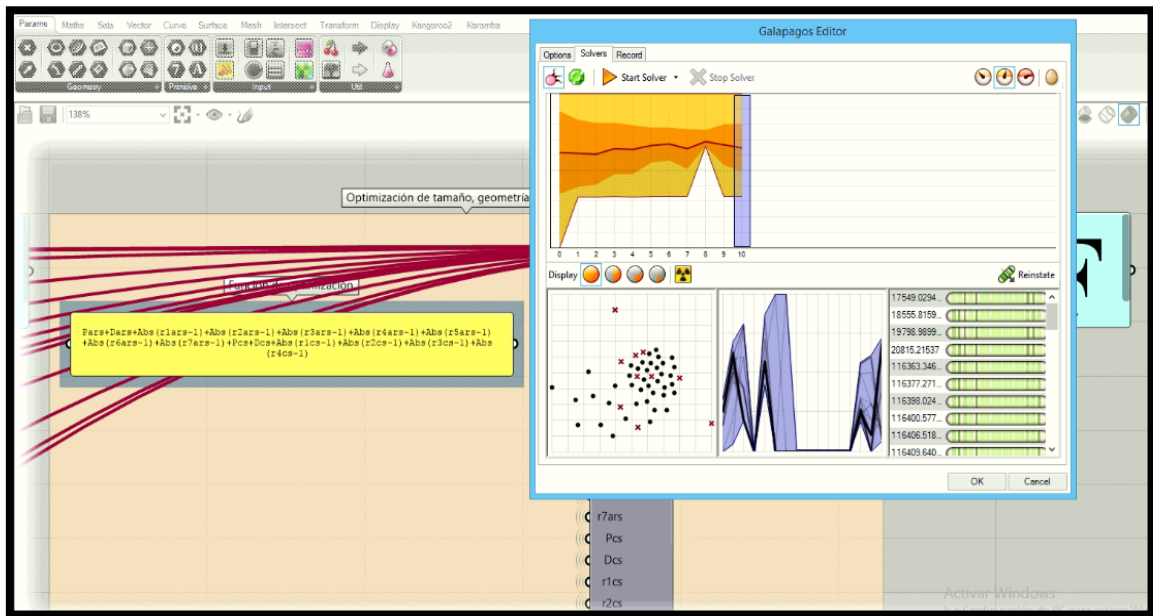 Params Maths Sets Vector Curve Surface Mesh Intersect Transform Display Kangaroo2 Karamba
Geometry Primitive Input Util
138%
Optimización de tamaño, geometría
Función de optimización
Pars+Dars+Abs(r1ars-1)+Abs(r2ars-1)+Abs(r3ars-1)+Abs(r4ars-1)+Abs(r5ars-1)
+Abs(r6ars-1)+Abs(r7ars-1)+Pcs+Dcs+Abs(r1cs-1)+Abs(r2cs-1)+Abs(r3cs-1)+Abs
(r4cs-1)
Galapagos Editor
Options Solvers Record
Start Solver Stop Solver
0 1 2 3 4 5 6 7 8 9 10
Display Reinstate
17549.0294...
18555.8159...
19798.9899...
20815.21537
116363.346...
116377.271...
116398.024...
116400.577...
116406.518...
116409.640...
OK Cancel
r7ars
Pcs
Dcs
r1cs
r2cs
Activar Windows